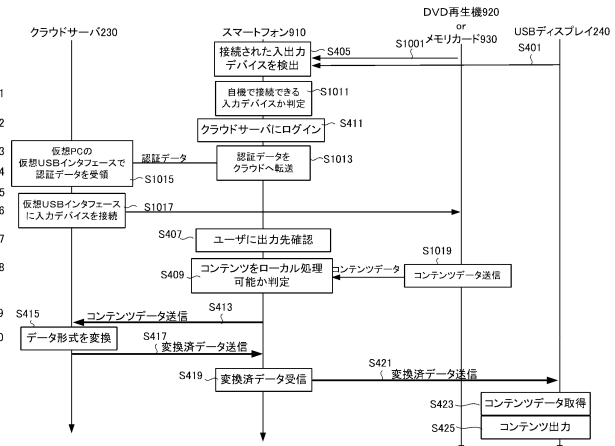 クラウドサーバ230
スマートフォン910
DVD再生機920
or
メモリカード930
USBディスプレイ240
接続された入出力
デバイスを検出
S405
S1001
S401
自機で接続できる
入力デバイスか判定
S1011
1
クラウドサーバにログイン
S411
2
仮想PCの
仮想USBインタフェースで
認証データを受領
S1015
認証データ
認証データを
クラウドへ転送
S1013
3
4
5
仮想USBインタフェース
に入力デバイスを接続
S1017
6
S407
ユーザに出力先確認
7
S1019
S409
コンテンツをローカル処理
可能か判定
コンテンツデータ
コンテンツデータ送信
8
S413
コンテンツデータ送信
9
S415
データ形式を変換
0
S417
変換済データ送信
S419
変換済データ受信
S421
変換済データ送信
S423
コンテンツデータ取得
S425
コンテンツ出力